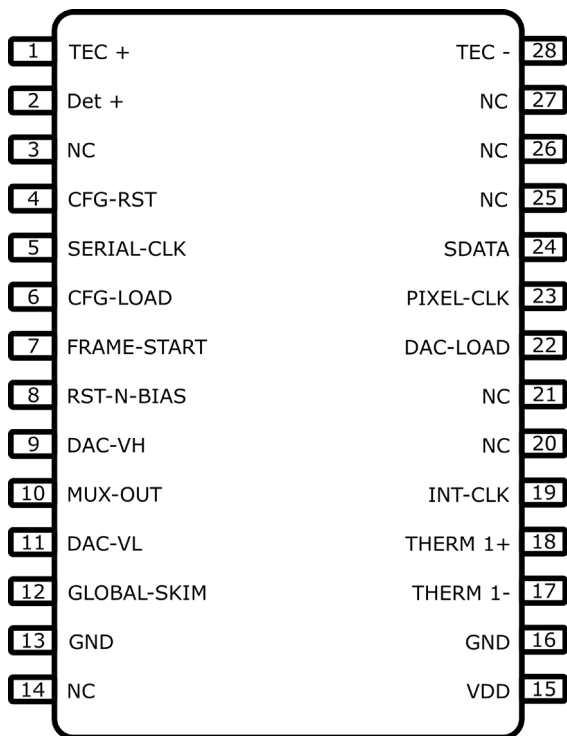 1 TEC + TEC - 28
2 Det + NC 27
3 NC NC 26
4 CFG-RST NC 25
5 SERIAL-CLK SDATA 24
6 CFG-LOAD PIXEL-CLK 23
7 FRAME-START DAC-LOAD 22
8 RST-N-BIAS NC 21
9 DAC-VH NC 20
10 MUX-OUT INT-CLK 19
11 DAC-VL THERM 1+ 18
12 GLOBAL-SKIM THERM 1- 17
13 GND GND 16
14 NC VDD 15